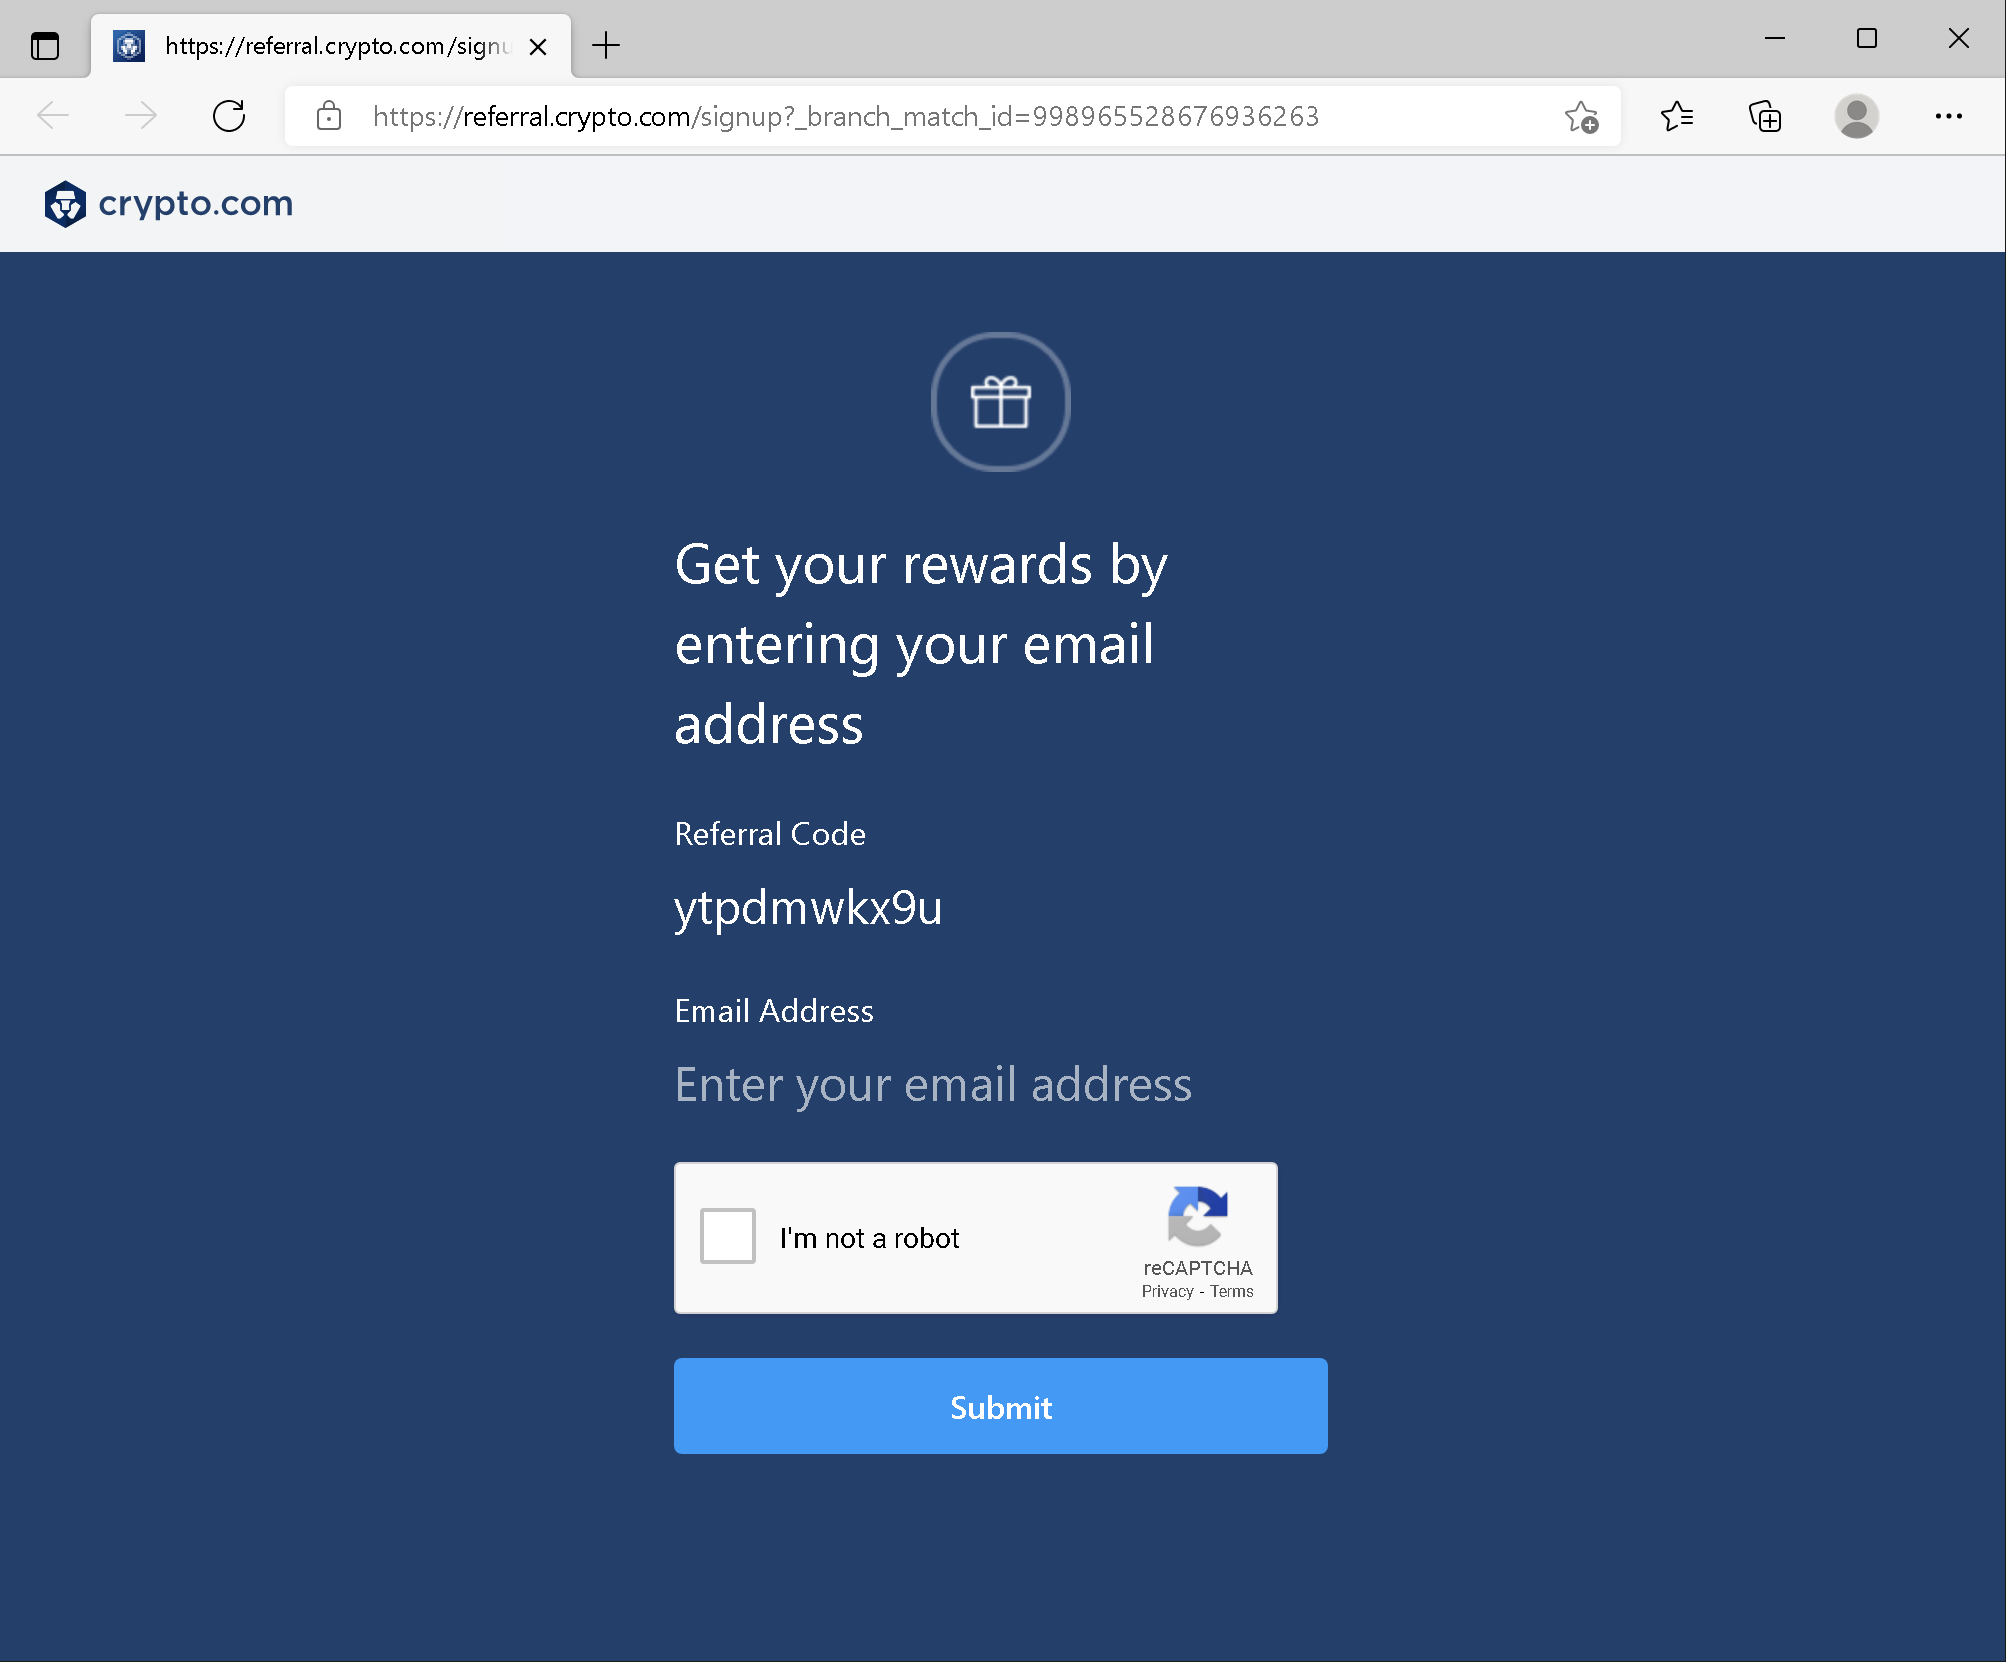 https://referral.crypto.com/signu
https://referral.crypto.com/signup?_branch_match_id=998965528676936263
crypto.com
Get your rewards by
entering your email
address
Referral Code
ytpdmwkx9u
Email Address
Enter your email address
I'm not a robot
reCAPTCHA
Privacy - Terms
Submit